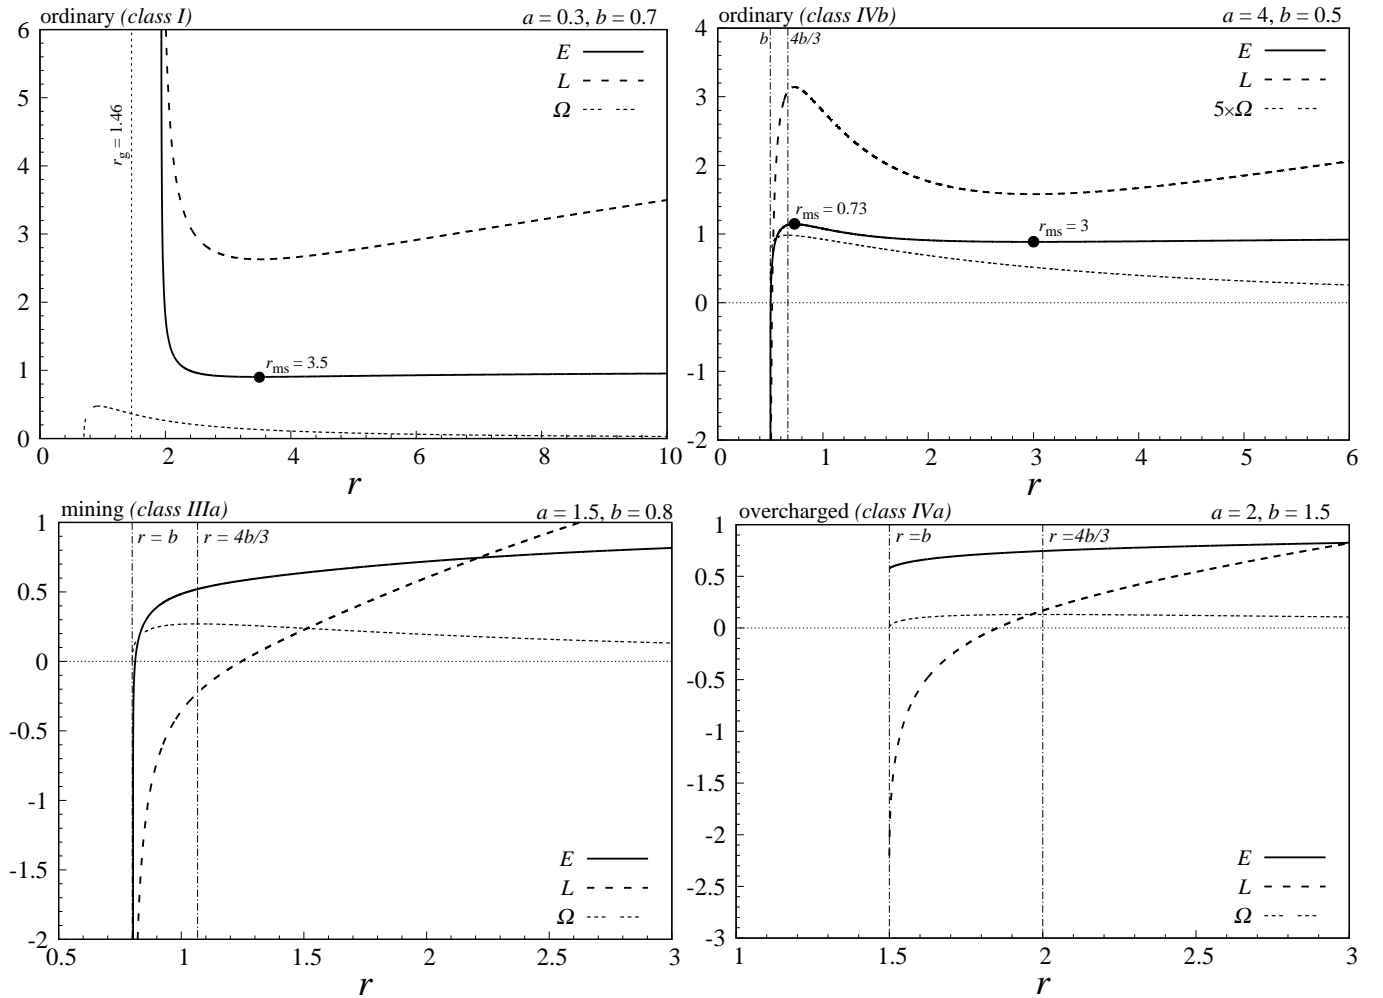 ordinary (class I)
a = 0.3, b = 0.7
6
5
4
3
2
1
0
E
L
Ω
r_g = 1.46
r_ms = 3.5
0 2 4 6 8 10
r
ordinary (class IVb)
a = 4, b = 0.5
4
3
2
1
0
-1
-2
b 4b/3
E
L
5×Ω
r_ms = 0.73
r_ms = 3
0 1 2 3 4 5 6
r
mining (class IIIa)
a = 1.5, b = 0.8
1
0.5
0
-0.5
-1
-1.5
-2
r = b r = 4b/3
E
L
Ω
0.5 1 1.5 2 2.5 3
r
overcharged (class IVa)
a = 2, b = 1.5
1
0.5
0
-0.5
-1
-1.5
-2
-2.5
-3
r =b r =4b/3
E
L
Ω
1 1.5 2 2.5 3
r